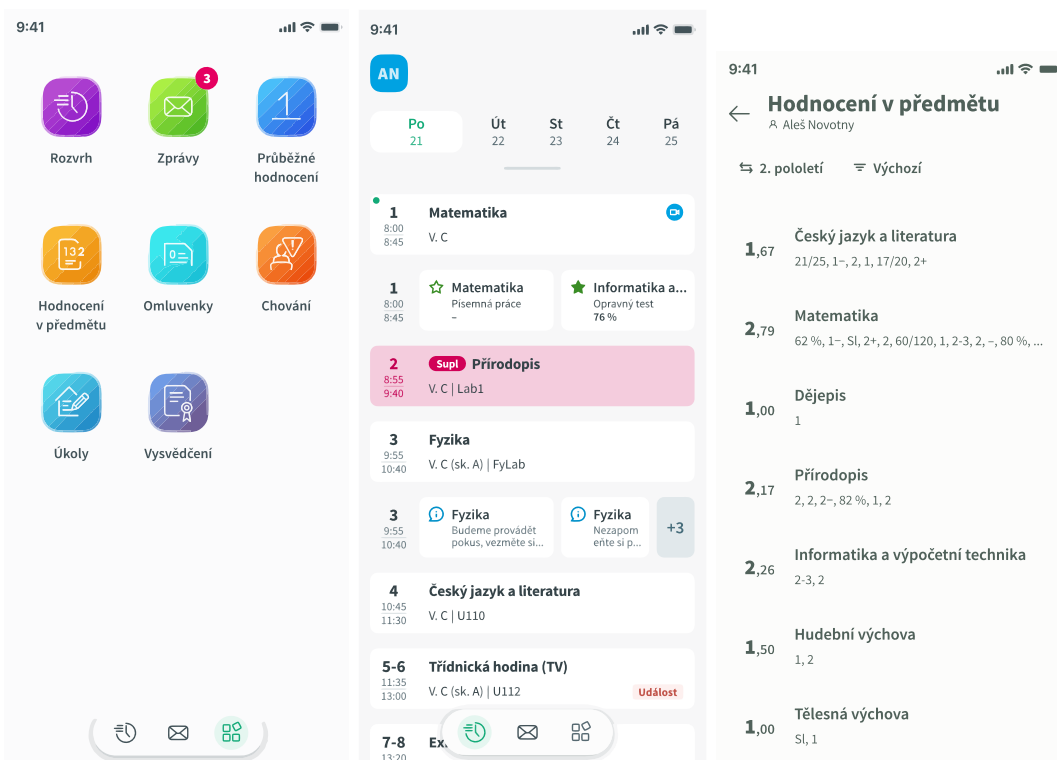 9:41
3
Rozvrh
Zprávy
1
Průběžné
hodnocení
132
Hodnocení
v předmětu
0=
Omluvenky
Chování
Úkoly
Vysvědčení
9:41
AN
Po Út St Čt Pá
21 22 23 24 25
1 Matematika
8:00
8:45
V. C
1
8:00
8:45
Matematika
Písemná práce
–
Informatika a...
Opravný test
76 %
2
8:55
9:40
Supl Přírodopis
V. C | Lab1
3
9:55
10:40
Fyzika
V. C (sk. A) | FyLab
3
9:55
10:40
Fyzika
Budeme provádět
pokus, vezměte si...
Fyzika
Nezapom
eňte si p...
+3
4
10:45
11:30
Český jazyk a literatura
V. C | U110
5-6
11:35
13:00
Třídnická hodina (TV)
V. C (sk. A) | U112
Událost
7-8
13:20
9:41
Hodnocení v předmětu
Aleš Novotny
2. pololetí Výchozí
1,67
Český jazyk a literatura
21/25, 1−, 2, 1, 17/20, 2+
2,79
Matematika
62 %, 1−, Sl, 2+, 2, 60/120, 1, 2-3, 2, –, 80 %, ...
1,00
Dějepis
1
2,17
Přírodopis
2, 2, 2−, 82 %, 1, 2
2,26
Informatika a výpočetní technika
2-3, 2
1,50
Hudební výchova
1, 2
1,00
Tělesná výchova
Sl, 1